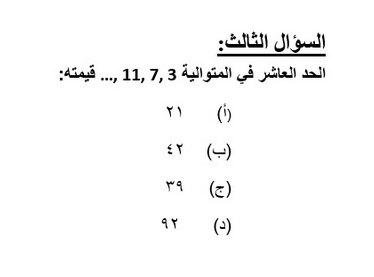 السؤال الثالث:
الحد العاشر في المتوالية 3 ,7 ,11 ,... قيمته:
(أ) ٢١
(ب) ٤٢
(ج) ٣٩
(د) ٩٢